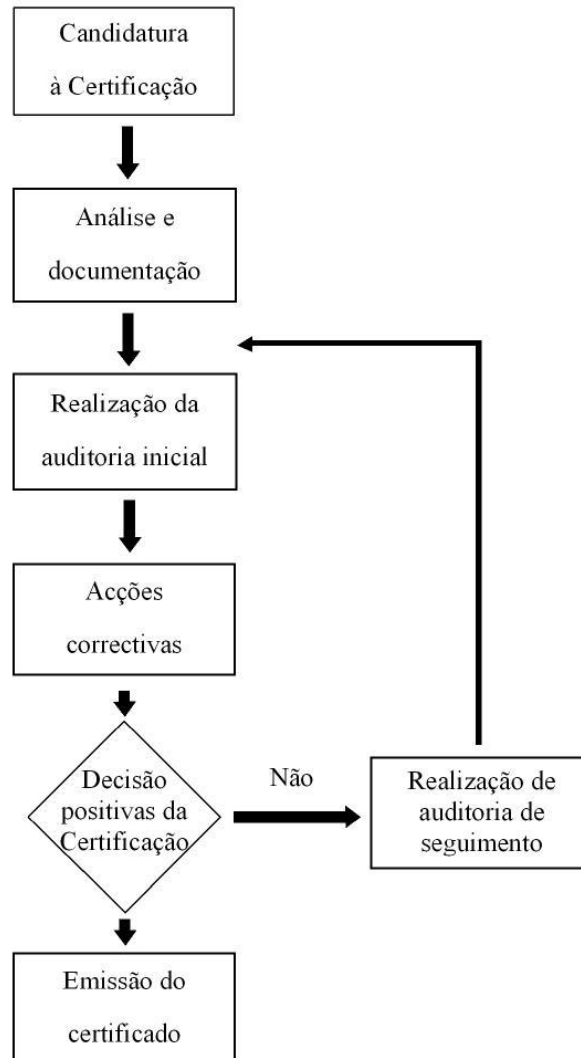 Candidatura
à Certificação
Análise e
documentação
Realização da
auditoria inicial
Acções
correctivas
Decisão
positivas da
Certificação
Não
Realização de
auditoria de
seguimento
Emissão do
certificado